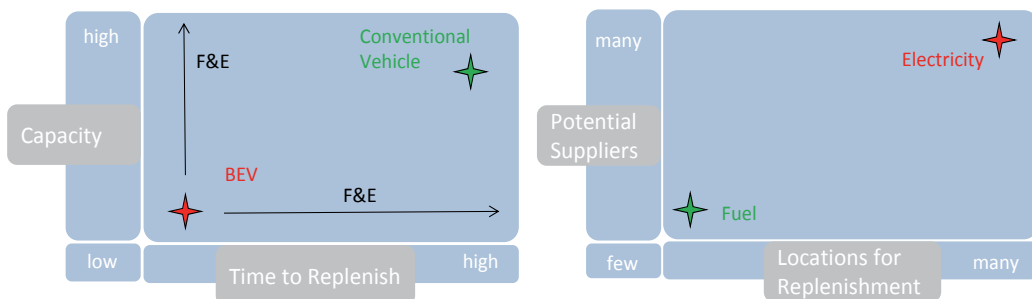 high
F&E
Conventional
Vehicle
Capacity
BEV
F&E
low
Time to Replenish
high
many
Electricity
Potential
Suppliers
Fuel
few
Locations for
Replenishment
many